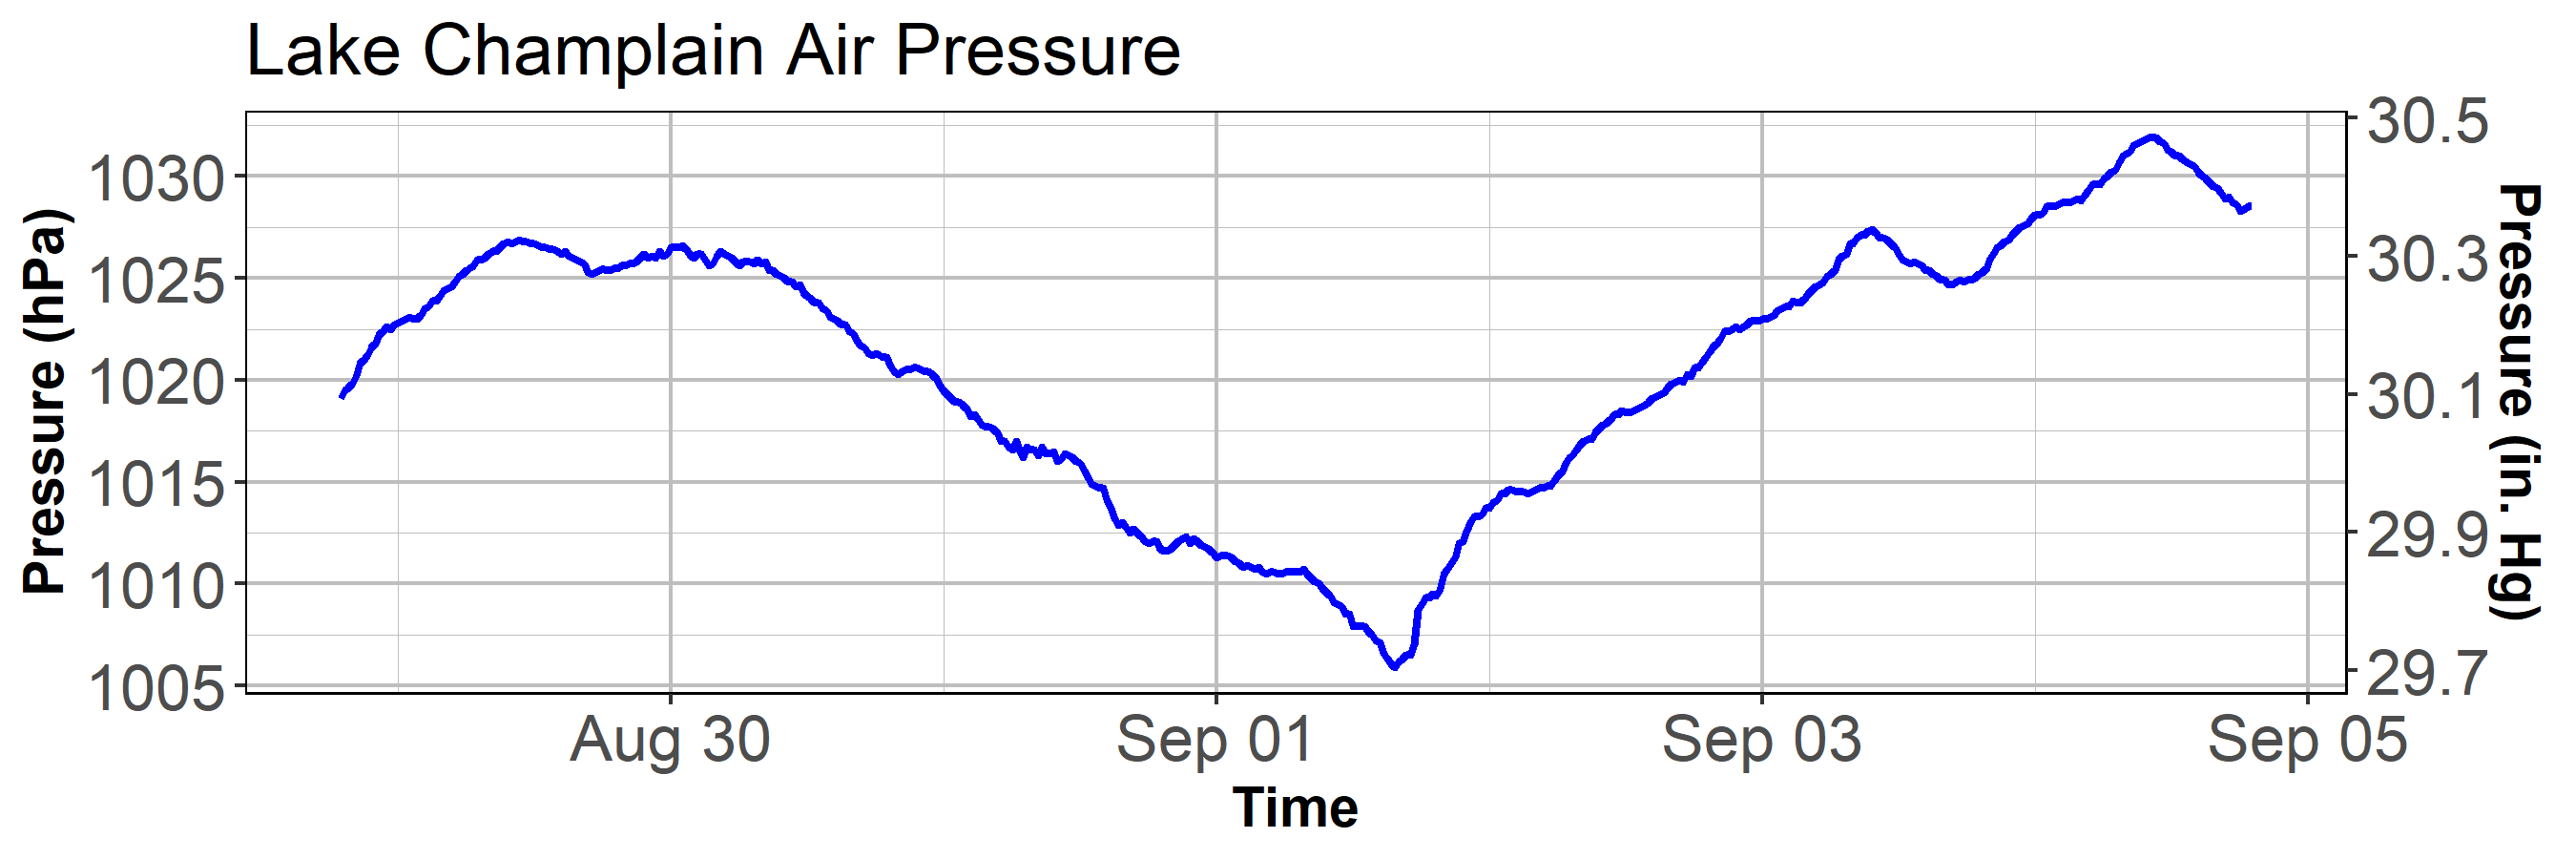 Lake Champlain Air Pressure
Pressure (hPa)
1030
1025
1020
1015
1010
1005
30.5
30.3
30.1
29.9
29.7
Pressure (in. Hg)
Aug 30 Sep 01 Sep 03 Sep 05
Time